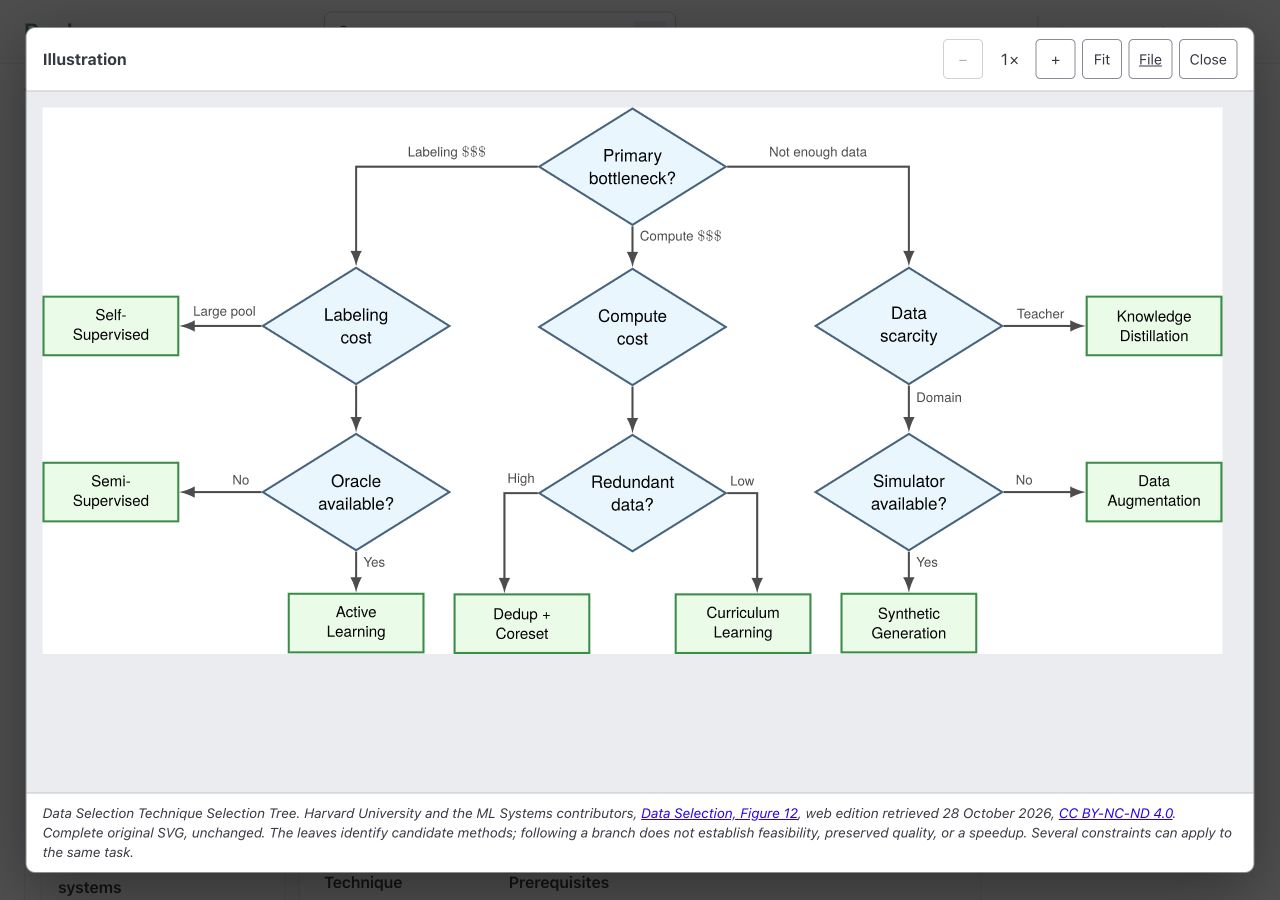 Illustration
−
1×
+
Fit
File
Close
Labeling $$$
Primary
bottleneck?
Not enough data
Compute $$$
Self-
Supervised
Large pool
Labeling
cost
Compute
cost
Data
scarcity
Teacher
Knowledge
Distillation
Domain
Semi-
Supervised
No
Oracle
available?
High
Redundant
data?
Low
Simulator
available?
No
Data
Augmentation
Yes
Yes
Active
Learning
Dedup +
Coreset
Curriculum
Learning
Synthetic
Generation
Data Selection Technique Selection Tree. Harvard University and the ML Systems contributors, Data Selection, Figure 12, web edition retrieved 28 October 2026, CC BY-NC-ND 4.0.
Complete original SVG, unchanged. The leaves identify candidate methods; following a branch does not establish feasibility, preserved quality, or a speedup. Several constraints can apply to
the same task.
systems
Technique
Prerequisites